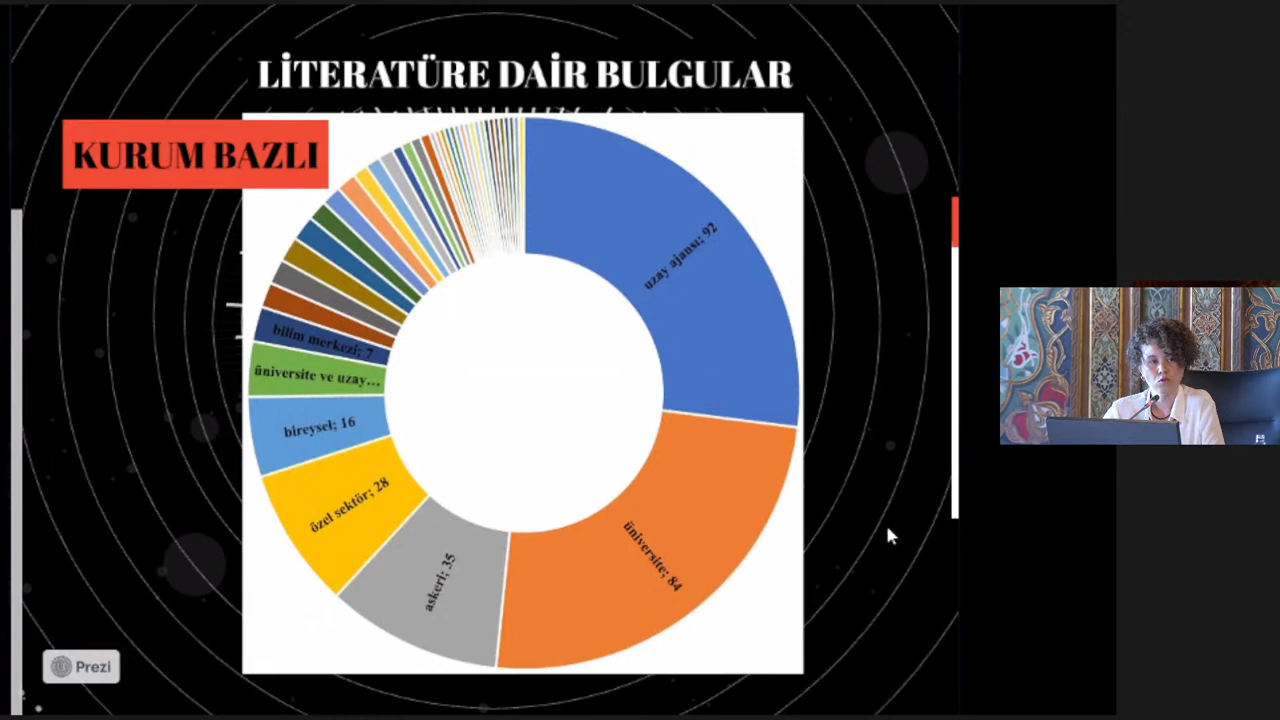 LİTERATÜRE DAİR BULGULAR
KURUM BAZLI
uzay ajansı; 92
üniversite; 84
askeri; 35
özel sektör; 28
bireysel; 16
üniversite ve uzay...
bilim merkezi; 7
Prezi